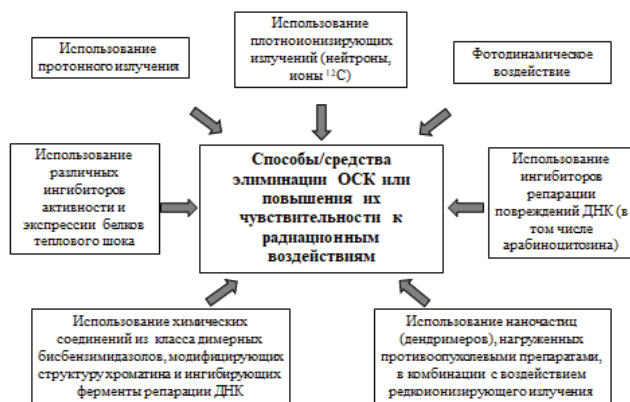 Использование
протонного излучения
Использование
плотноионизирующих
излучений (нейтроны,
ионы ¹²C)
Фотодинамическое
воздействие
Использование
различных
ингибиторов
активности и
экспрессии белков
теплового шока
Способы/средства
элиминации ОСК или
повышения их
чувствительности к
радиационным
воздействиям
Использование
ингибиторов
репарации
повреждений ДНК (в
том числе
арабиноцитозина)
Использование химических
соединений из класса димерных
бисбензимидазолов, модифицирующих
структуру хроматина и ингибирующих
ферменты репарации ДНК
Использование наночастиц
(дендримеров), нагруженных
противоопухолевыми препаратами,
в комбинации с воздействием
редкоионизирующего излучения